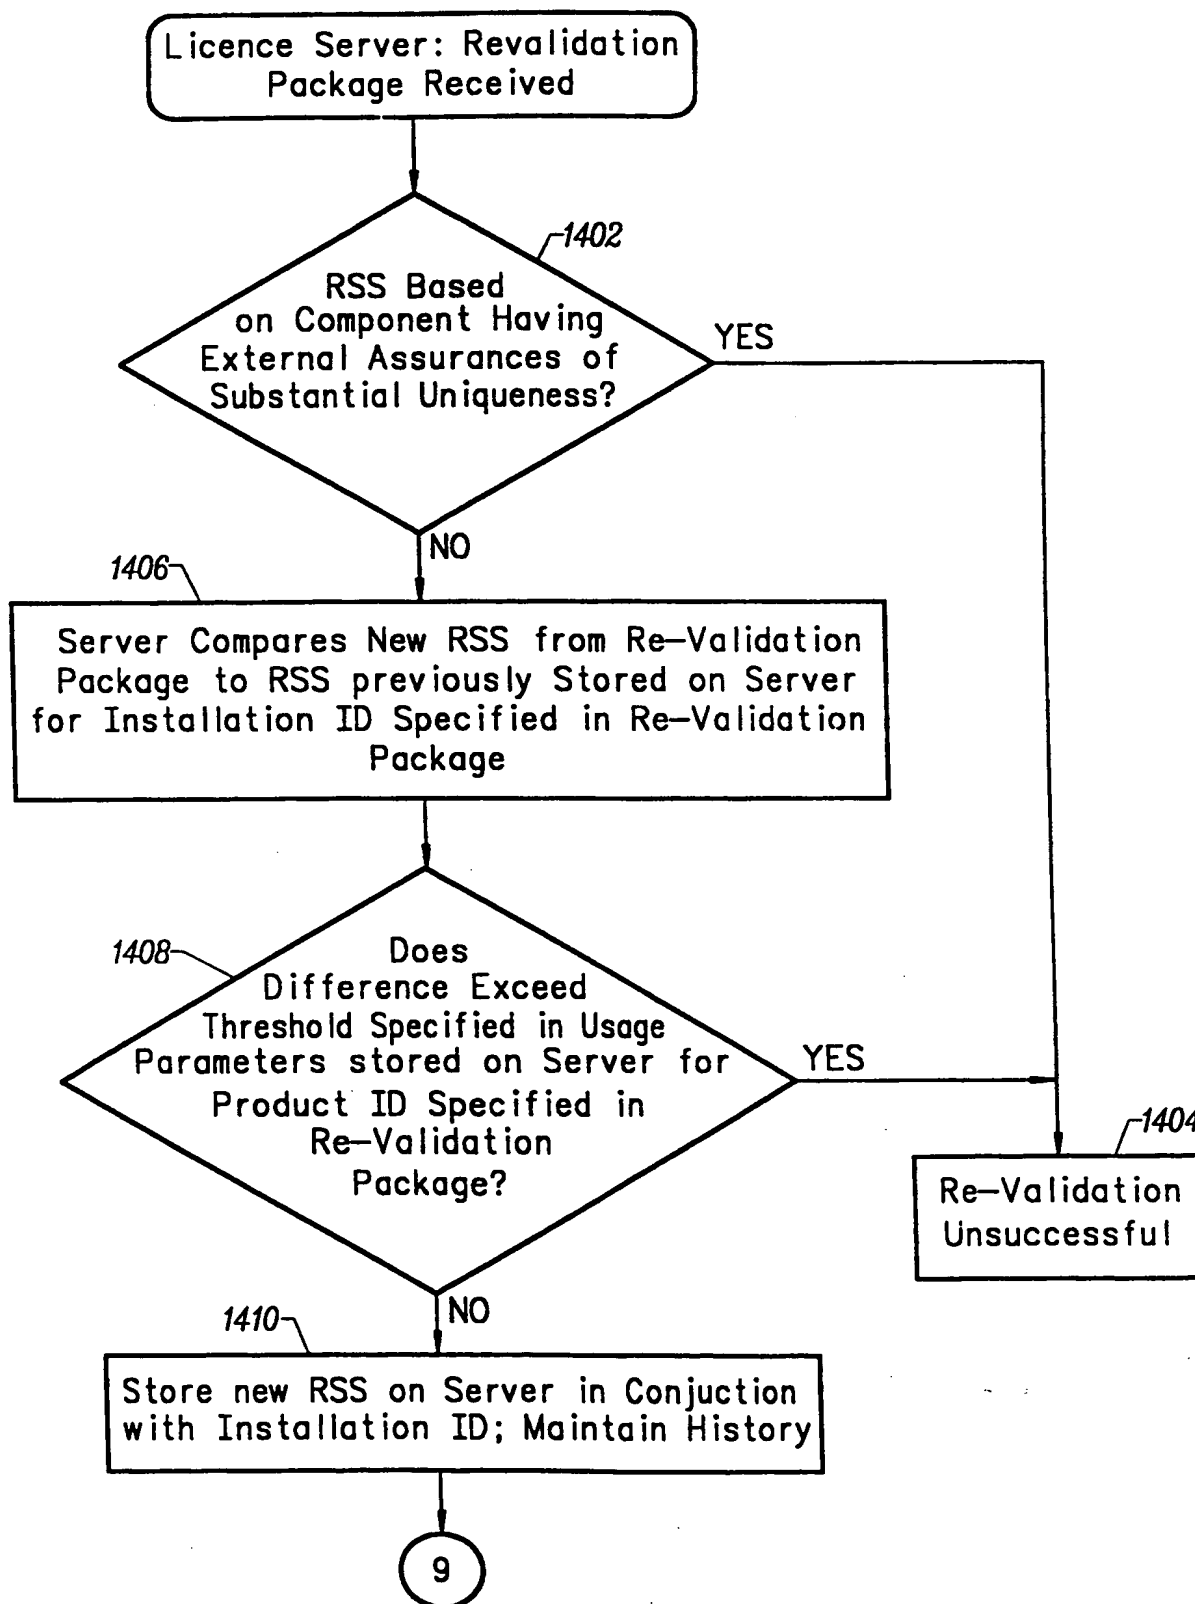 Licence Server: Revalidation
Package Received
1402
RSS Based
on Component Having
External Assurances of
Substantial Uniqueness?
YES
NO
1406
Server Compares New RSS from Re-Validation
Package to RSS previously Stored on Server
for Installation ID Specified in Re-Validation
Package
1408
Does
Difference Exceed
Threshold Specified in Usage
Parameters stored on Server for
Product ID Specified in
Re-Validation
Package?
YES
1404
Re-Validation
Unsuccessful
NO
1410
Store new RSS on Server in Conjuction
with Installation ID; Maintain History
9